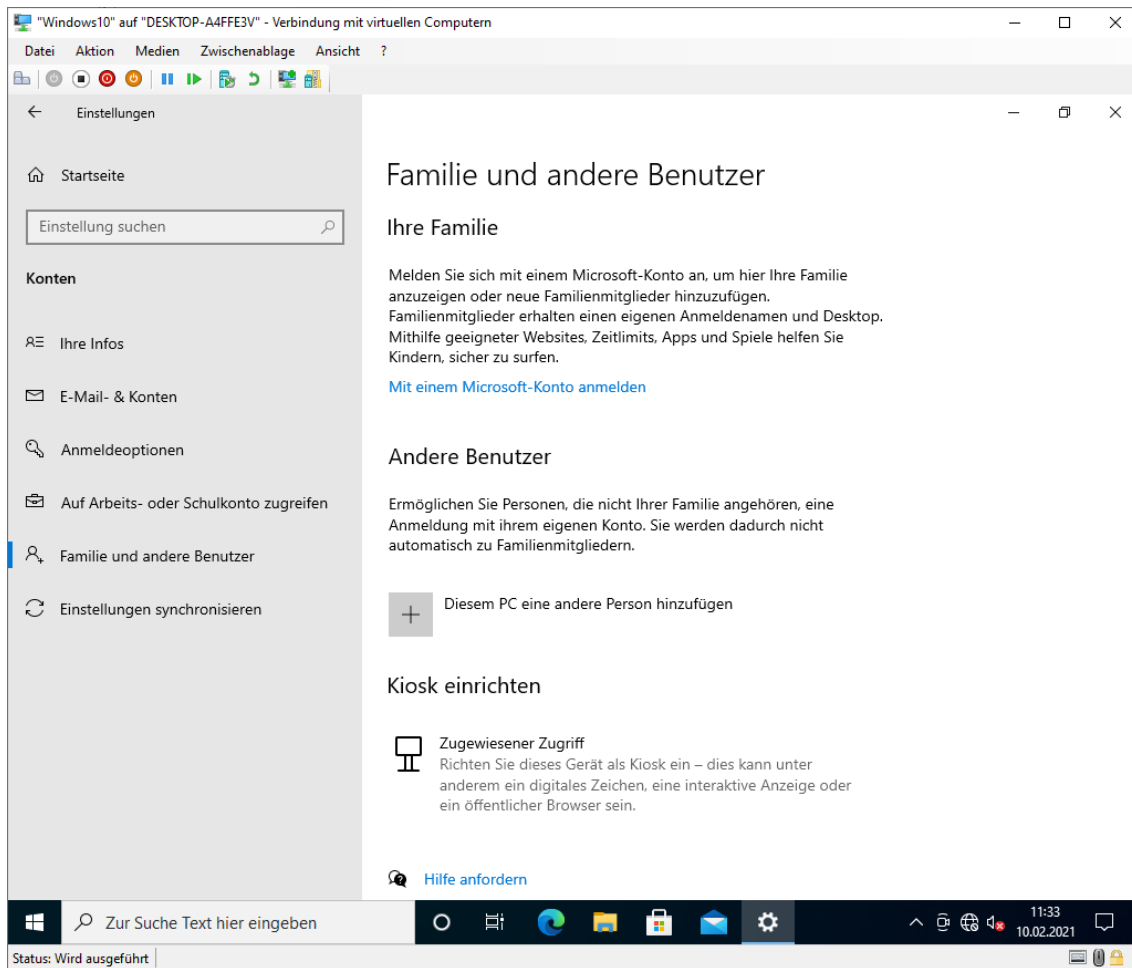 "Windows10" auf "DESKTOP-A4FFE3V" - Verbindung mit virtuellen Computern
Datei Aktion Medien Zwischenablage Ansicht ?
Einstellungen
Startseite
Einstellung suchen
Konten
Ihre Infos
E-Mail- & Konten
Anmeldeoptionen
Auf Arbeits- oder Schulkonto zugreifen
Familie und andere Benutzer
Einstellungen synchronisieren
Familie und andere Benutzer
Ihre Familie
Melden Sie sich mit einem Microsoft-Konto an, um hier Ihre Familie
anzuzeigen oder neue Familienmitglieder hinzuzufügen.
Familienmitglieder erhalten einen eigenen Anmeldenamen und Desktop.
Mithilfe geeigneter Websites, Zeitlimits, Apps und Spiele helfen Sie
Kindern, sicher zu surfen.
Mit einem Microsoft-Konto anmelden
Andere Benutzer
Ermöglichen Sie Personen, die nicht Ihrer Familie angehören, eine
Anmeldung mit ihrem eigenen Konto. Sie werden dadurch nicht
automatisch zu Familienmitgliedern.
Diesem PC eine andere Person hinzufügen
Kiosk einrichten
Zugewiesener Zugriff
Richten Sie dieses Gerät als Kiosk ein – dies kann unter
anderem ein digitales Zeichen, eine interaktive Anzeige oder
ein öffentlicher Browser sein.
Hilfe anfordern
Zur Suche Text hier eingeben
11:33
10.02.2021
Status: Wird ausgeführt